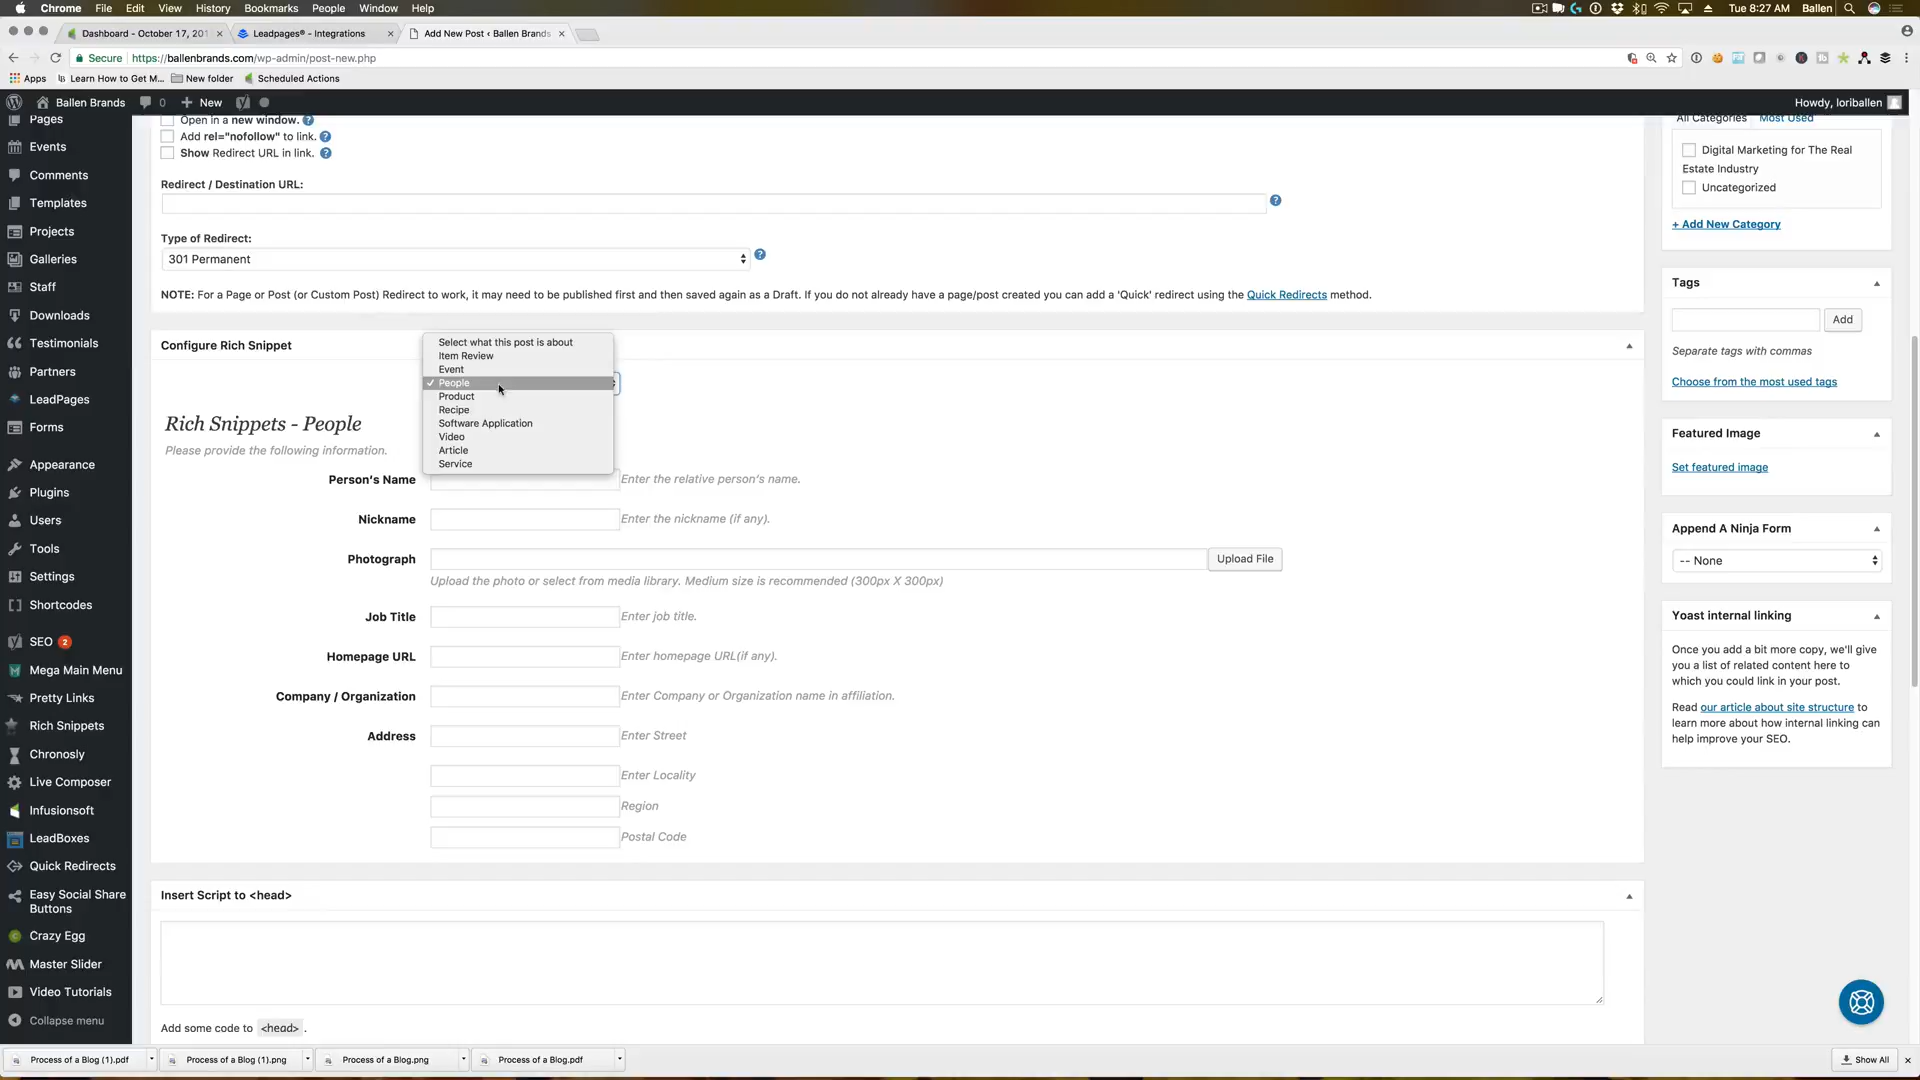 Chrome File Edit View History Bookmarks People Window Help
Tue 8:27 AM Ballen
Dashboard - October 17, 201
Leadpages® - Integrations
Add New Post ‹ Ballen Brands
Secure https://ballenbrands.com/wp-admin/post-new.php
Apps Learn How to Get M... New folder Scheduled Actions
Ballen Brands 0 New
Howdy, loriballen
Pages
Events
Comments
Templates
Projects
Galleries
Staff
Downloads
Testimonials
Partners
LeadPages
Forms
Appearance
Plugins
Users
Tools
Settings
Shortcodes
SEO 2
Mega Main Menu
Pretty Links
Rich Snippets
Chronosly
Live Composer
Infusionsoft
LeadBoxes
Quick Redirects
Easy Social Share
Buttons
Crazy Egg
Master Slider
Video Tutorials
Collapse menu
Open in a new window.
Add rel="nofollow" to link.
Show Redirect URL in link.
Redirect / Destination URL:
Type of Redirect:
301 Permanent
NOTE: For a Page or Post (or Custom Post) Redirect to work, it may need to be published first and then saved again as a Draft. If you do not already have a page/post created you can add a 'Quick' redirect using the Quick Redirects method.
Configure Rich Snippet
Select what this post is about
Item Review
Event
✓ People
Product
Recipe
Software Application
Video
Article
Service
Rich Snippets - People
Please provide the following information.
Person's Name Enter the relative person's name.
Nickname Enter the nickname (if any).
Photograph Upload File
Upload the photo or select from media library. Medium size is recommended (300px X 300px)
Job Title Enter job title.
Homepage URL Enter homepage URL(if any).
Company / Organization Enter Company or Organization name in affiliation.
Address Enter Street
Enter Locality
Region
Postal Code
Insert Script to <head>
Add some code to <head> .
All Categories Most Used
Digital Marketing for The Real
Estate Industry
Uncategorized
+ Add New Category
Tags
Add
Separate tags with commas
Choose from the most used tags
Featured Image
Set featured image
Append A Ninja Form
-- None
Yoast internal linking
Once you add a bit more copy, we'll give
you a list of related content here to
which you could link in your post.
Read our article about site structure to
learn more about how internal linking can
help improve your SEO.
Process of a Blog (1).pdf
Process of a Blog (1).png
Process of a Blog.png
Process of a Blog.pdf
Show All